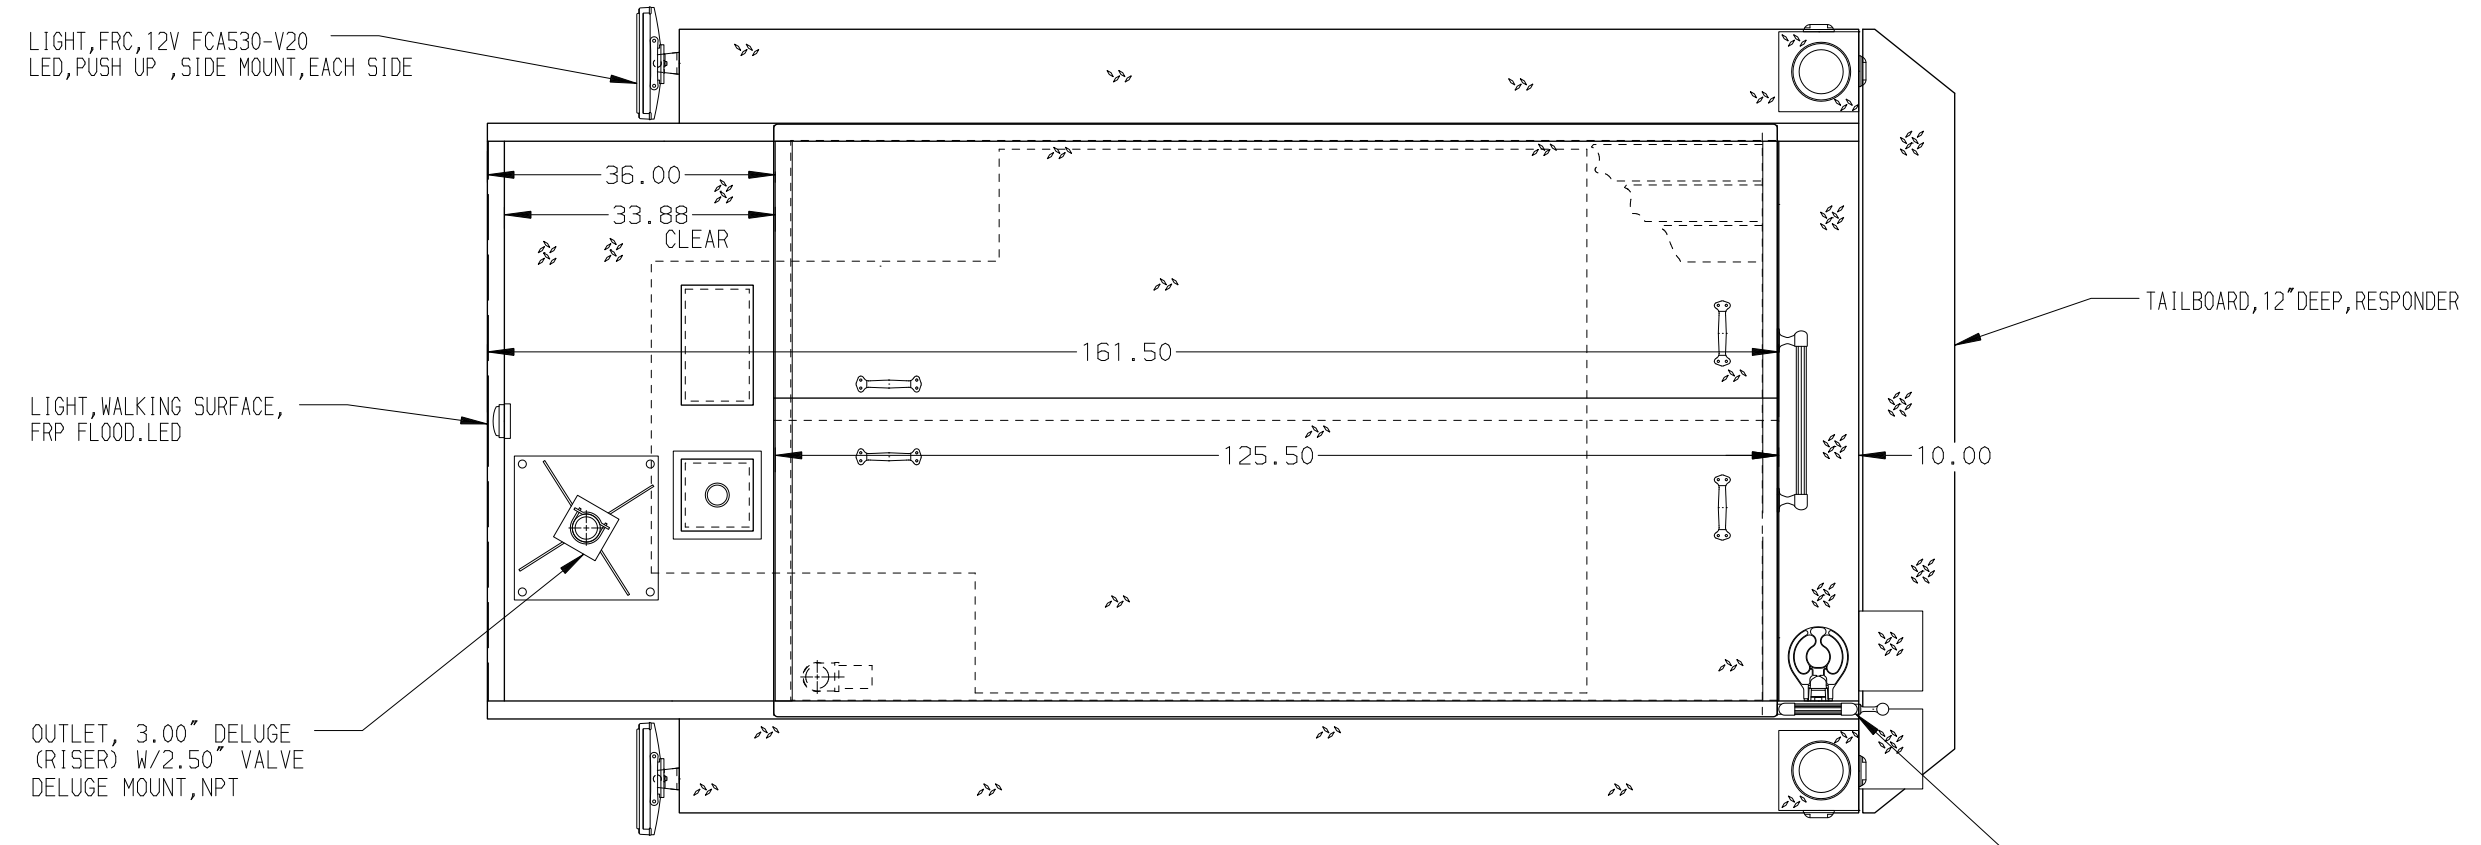 LIGHT,FRC,12V FCA530-V20
LED,PUSH UP ,SIDE MOUNT,EACH SIDE
36.00
33.88
CLEAR
TAILBOARD,12"DEEP,RESPONDER
161.50
LIGHT,WALKING SURFACE,
FRP FLOOD.LED
125.50
10.00
OUTLET, 3.00" DELUGE
(RISER) W/2.50" VALVE
DELUGE MOUNT,NPT